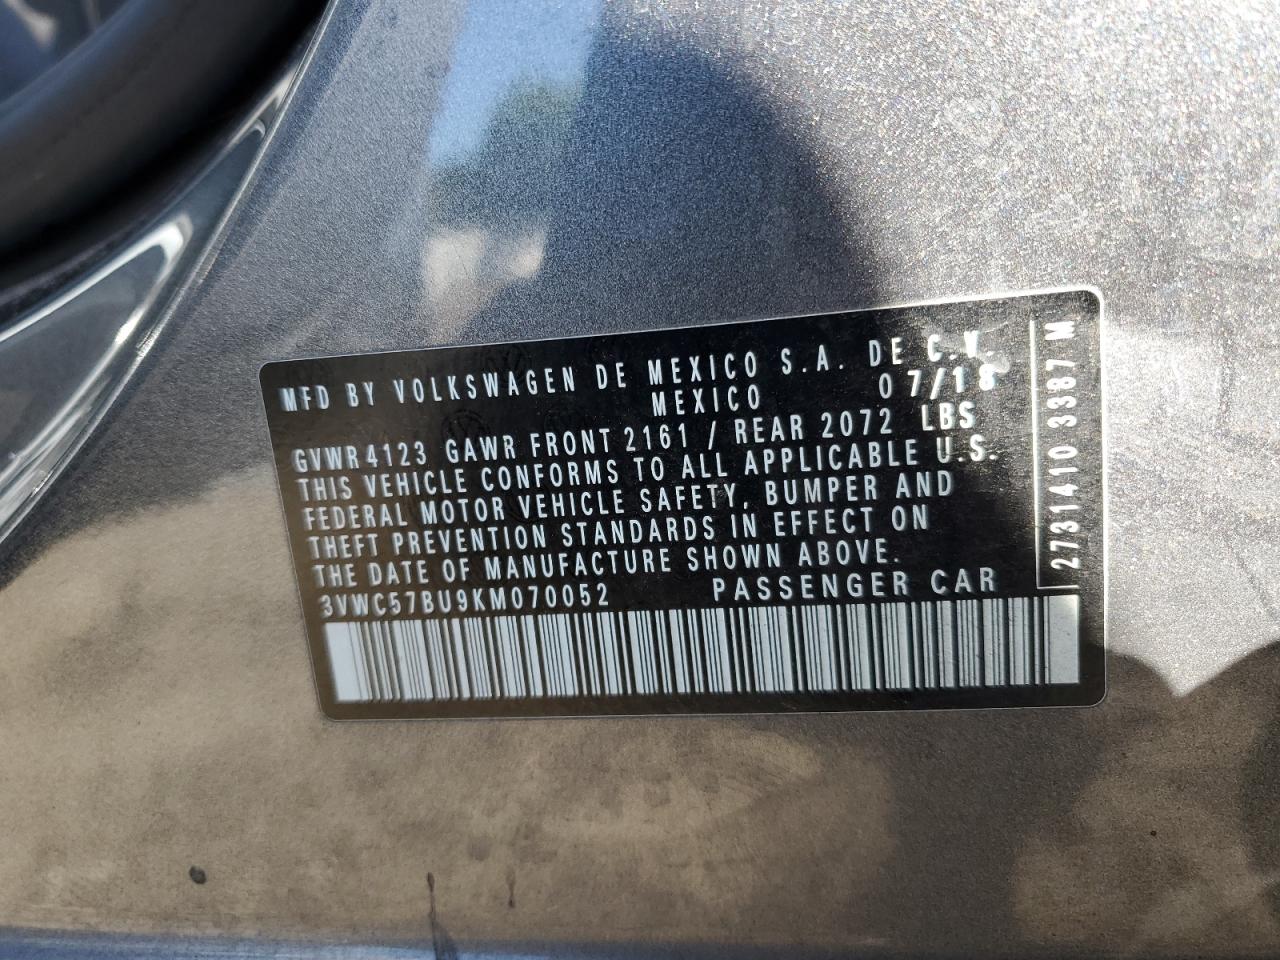 MFD BY VOLKSWAGEN DE MEXICO S.A. DE C.V.
MEXICO 07/18
GVWR 4123 GAWR FRONT 2161 / REAR 2072 LBS
THIS VEHICLE CONFORMS TO ALL APPLICABLE U.S.
FEDERAL MOTOR VEHICLE SAFETY, BUMPER AND
THEFT PREVENTION STANDARDS IN EFFECT ON
THE DATE OF MANUFACTURE SHOWN ABOVE.
3VWC57BU9KM070052 PASSENGER CAR
2731410 3387 M